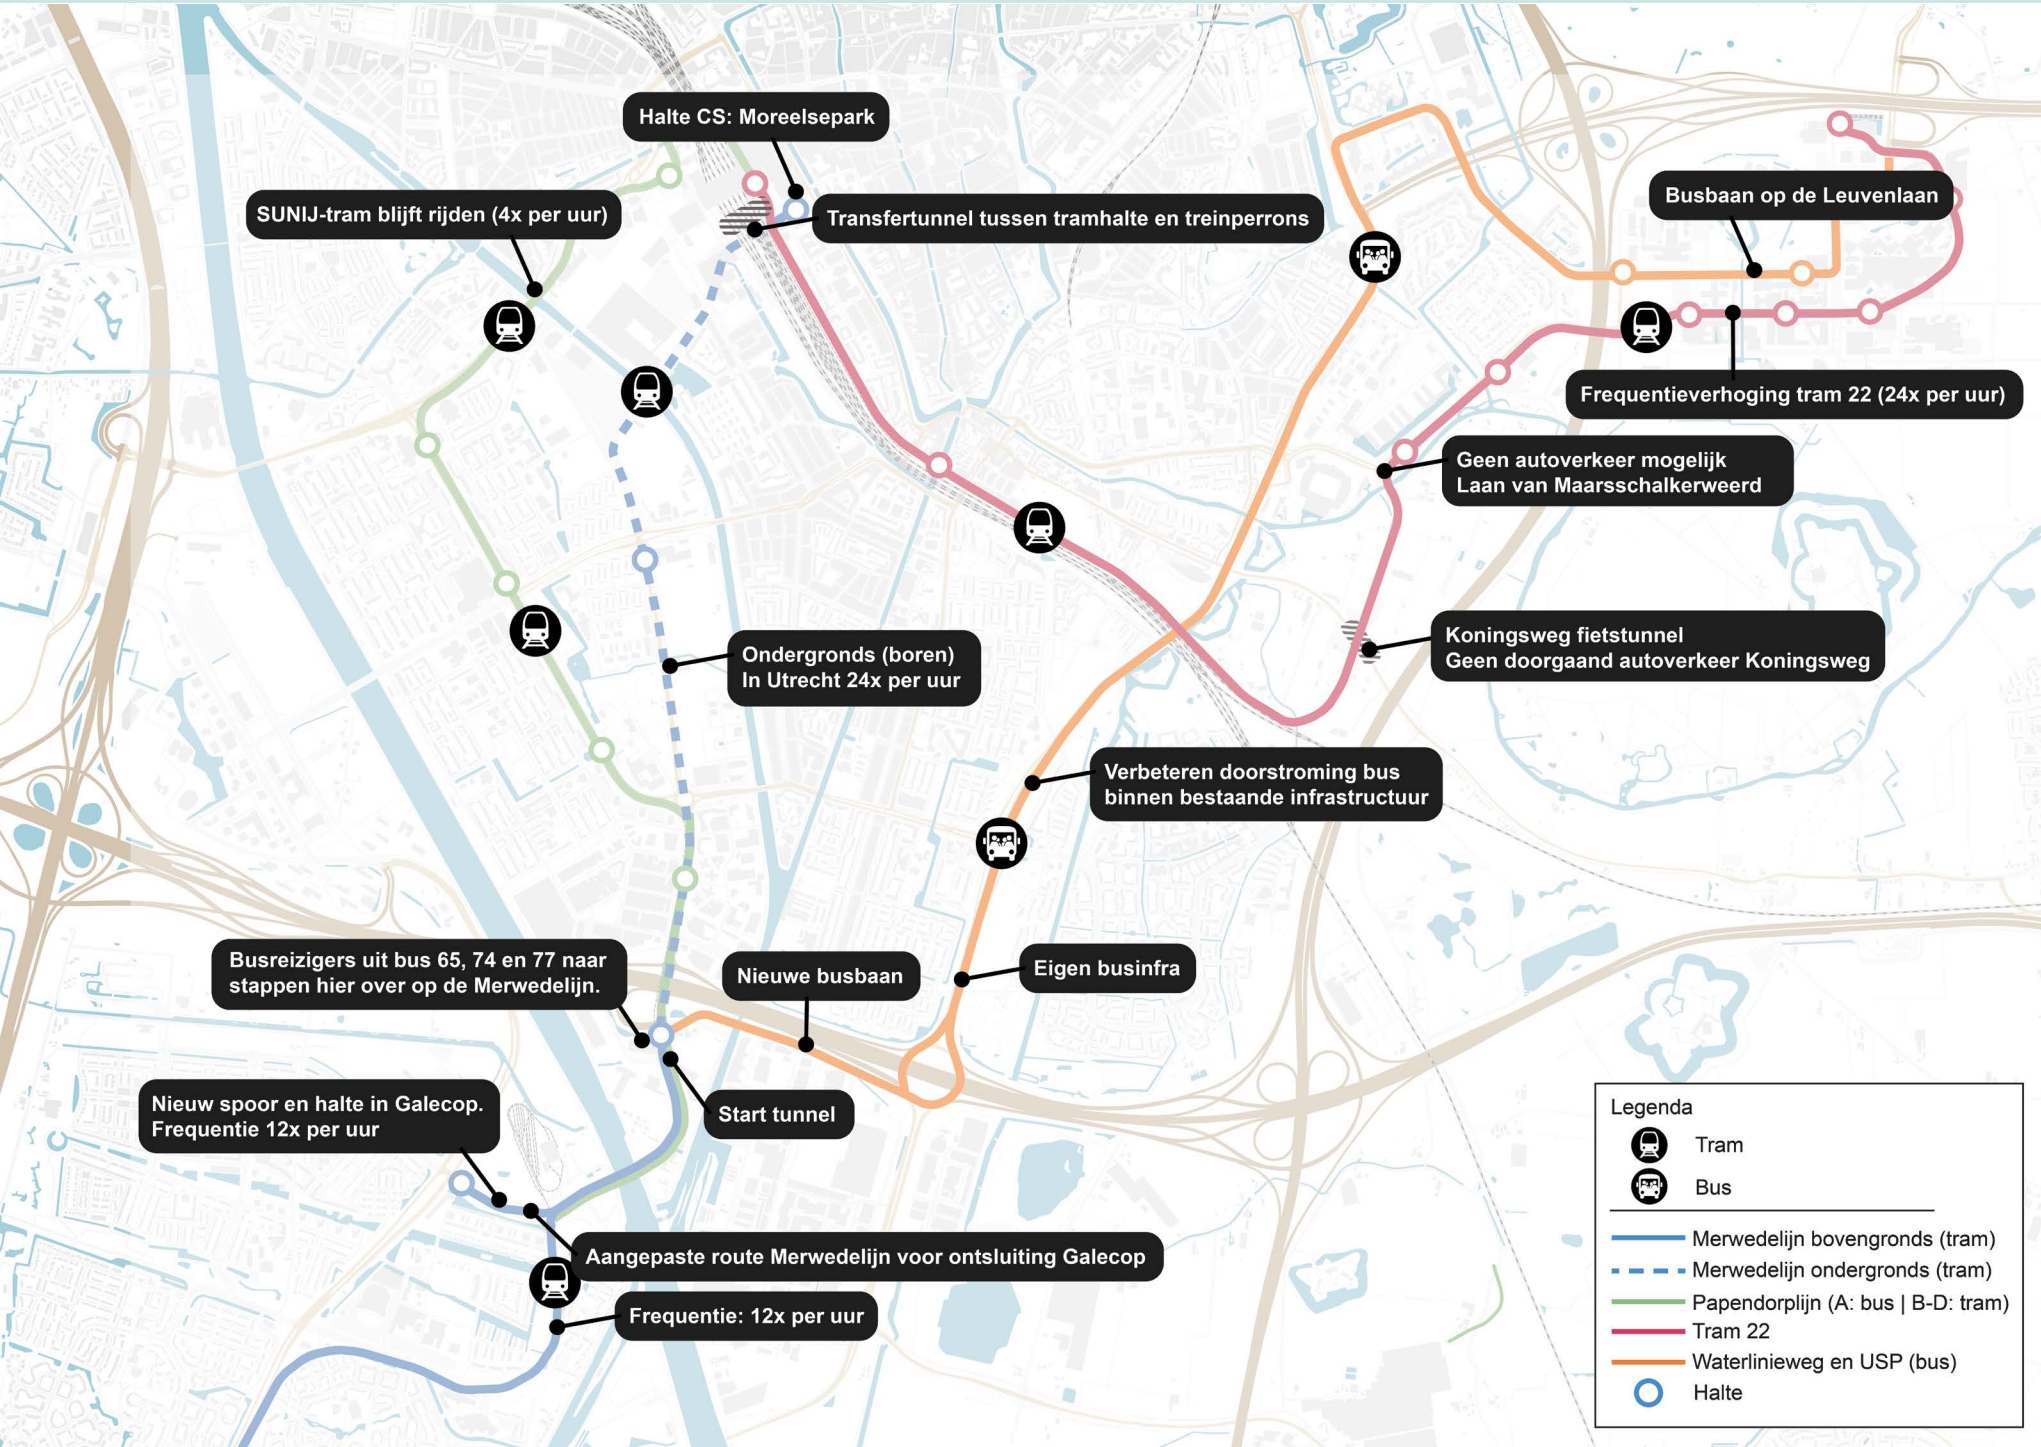 Halte CS: Moreelsepark
SUNIJ-tram blijft rijden (4x per uur)
Transfertunnel tussen tramhalte en treinperrons
Busbaan op de Leuvenlaan
Frequentieverhoging tram 22 (24x per uur)
Geen autoverkeer mogelijk
Laan van Maarsschalkerweerd
Koningsweg fietstunnel
Geen doorgaand autoverkeer Koningsweg
Ondergronds (boren)
In Utrecht 24x per uur
Verbeteren doorstroming bus
binnen bestaande infrastructuur
Busreizigers uit bus 65, 74 en 77 naar
stappen hier over op de Merwedelijn.
Nieuwe busbaan
Eigen businfra
Nieuw spoor en halte in Galecop.
Frequentie 12x per uur
Start tunnel
Aangepaste route Merwedelijn voor ontsluiting Galecop
Frequentie: 12x per uur
Legenda
Tram
Bus
Merwedelijn bovengronds (tram)
Merwedelijn ondergronds (tram)
Papendorplijn (A: bus | B-D: tram)
Tram 22
Waterlinieweg en USP (bus)
Halte